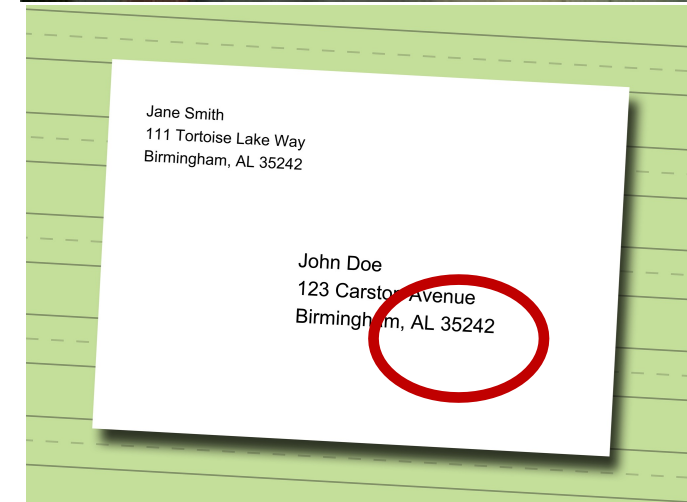 Jane Smith
111 Tortoise Lake Way
Birmingham, AL 35242
John Doe
123 Carston Avenue
Birmingham, AL 35242